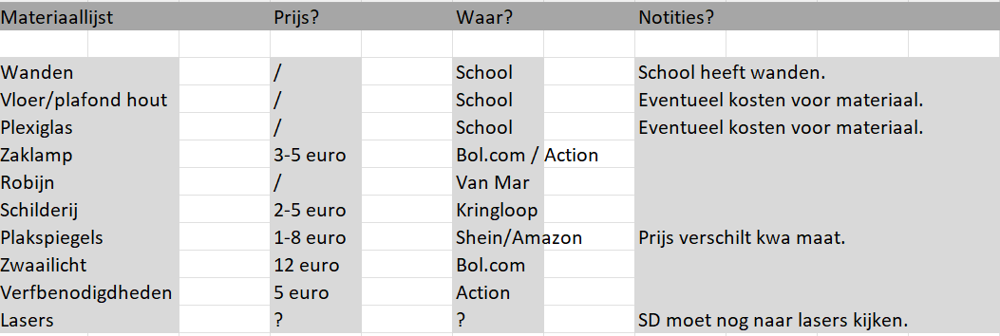 Materiaallijst Prijs? Waar? Notities?
Wanden / School School heeft wanden.
Vloer/plafond hout / School Eventueel kosten voor materiaal.
Plexiglas / School Eventueel kosten voor materiaal.
Zaklamp 3-5 euro Bol.com / Action
Robijn / Van Mar
Schilderij 2-5 euro Kringloop
Plakspiegels 1-8 euro Shein/Amazon Prijs verschilt kwa maat.
Zwaailicht 12 euro Bol.com
Verfbenodigdheden 5 euro Action
Lasers ? ? SD moet nog naar lasers kijken.